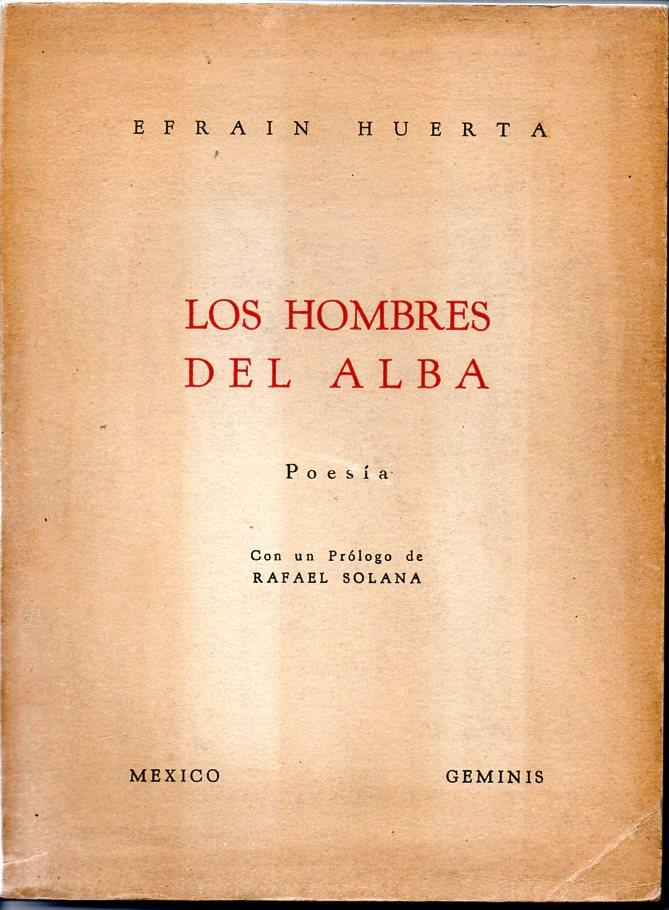 EFRAIN HUERTA
LOS HOMBRES
DEL ALBA
Poesía
Con un Prólogo de
RAFAEL SOLANA
MEXICO GEMINIS